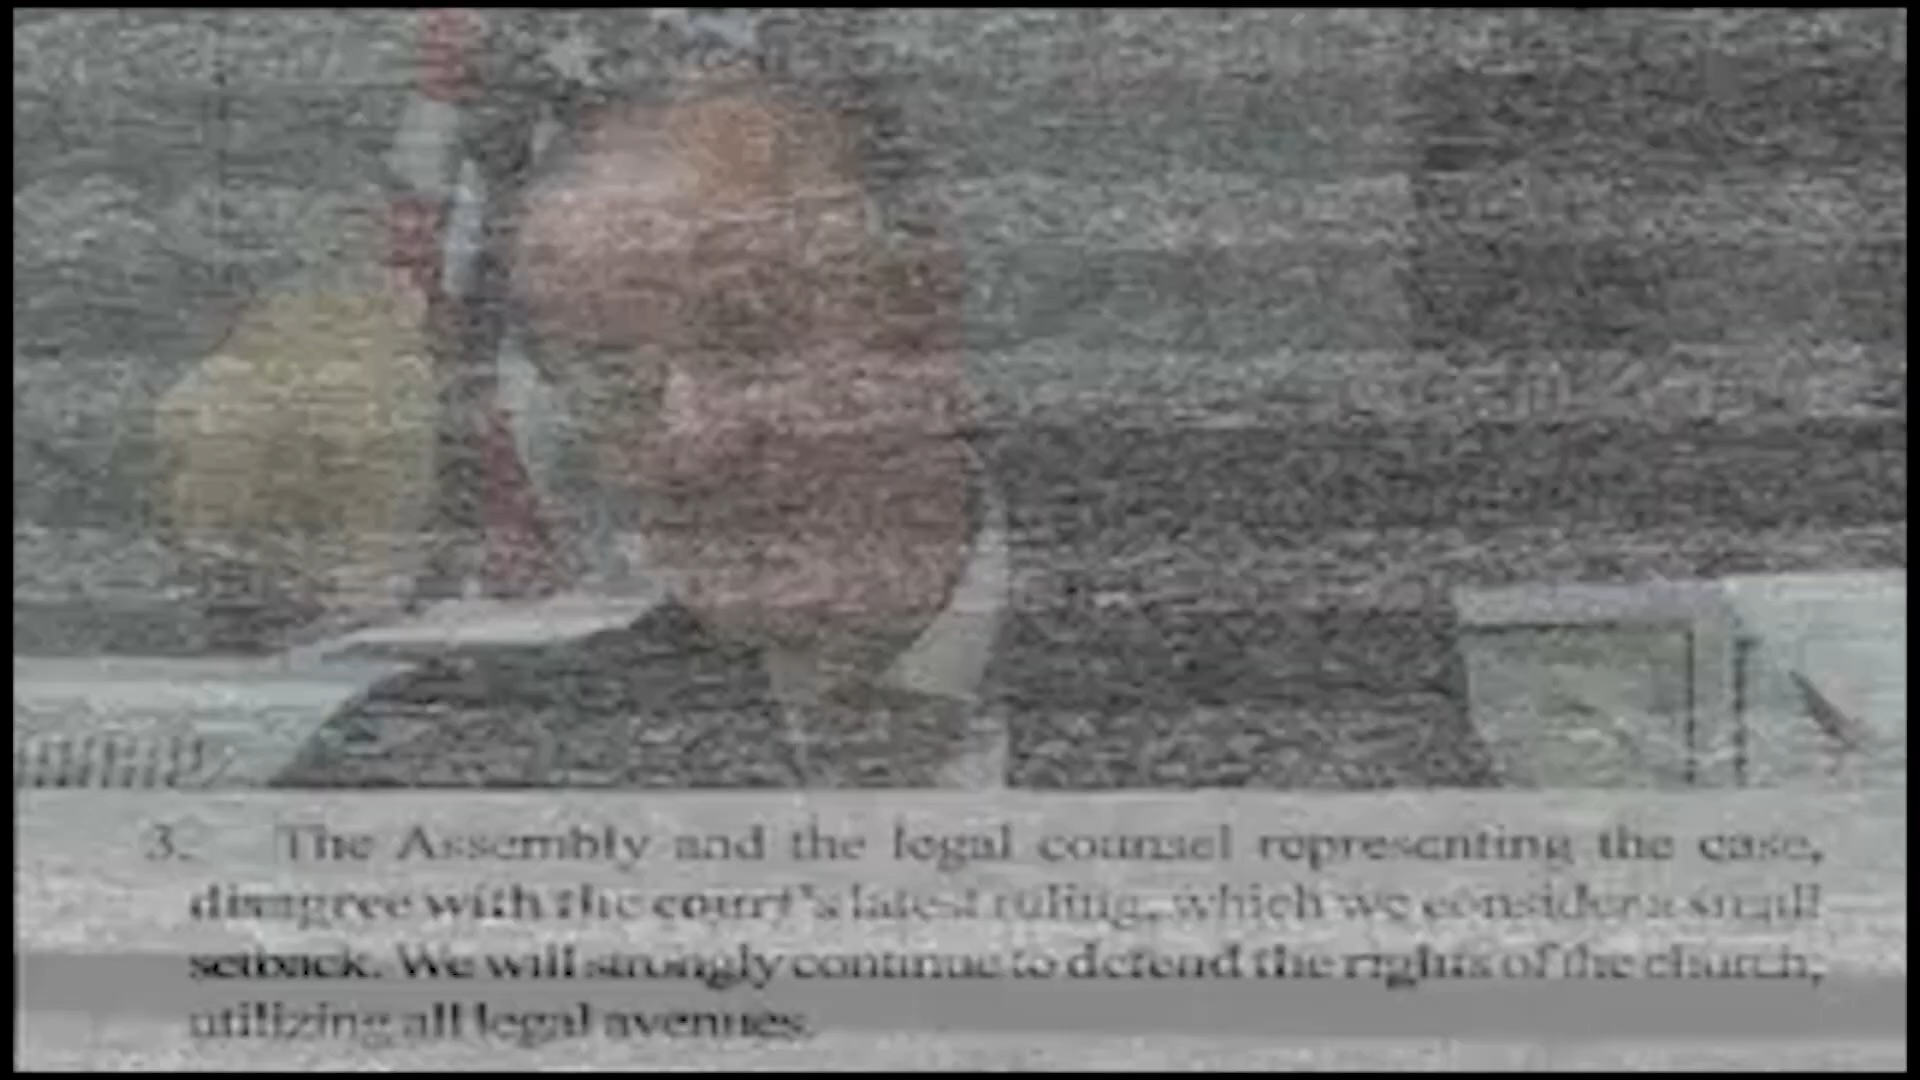 3. The Assembly and the legal counsel representing the case,
disagree with the court's latest ruling, which we consider a small
setback. We will strongly continue to defend the rights of the church,
utilizing all legal avenues.